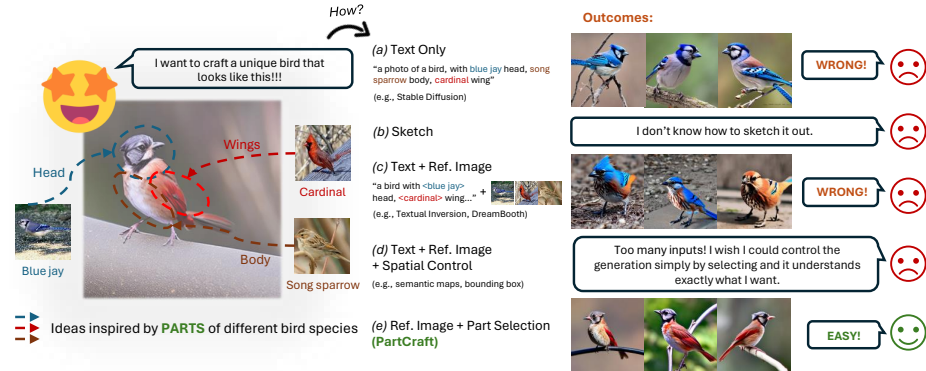 How?
I want to craft a unique bird that
looks like this!!!
Head
Wings
Cardinal
Blue jay
Body
Song sparrow
Ideas inspired by PARTS of different bird species
(a) Text Only
"a photo of a bird, with blue jay head, song
sparrow body, cardinal wing"
(e.g., Stable Diffusion)
(b) Sketch
(c) Text + Ref. Image
"a bird with <blue jay>
head, <cardinal> wing..." +
(e.g., Textual Inversion, DreamBooth)
(d) Text + Ref. Image
+ Spatial Control
(e.g., semantic maps, bounding box)
(e) Ref. Image + Part Selection
(PartCraft)
Outcomes:
WRONG!
I don't know how to sketch it out.
WRONG!
Too many inputs! I wish I could control the
generation simply by selecting and it understands
exactly what I want.
EASY!